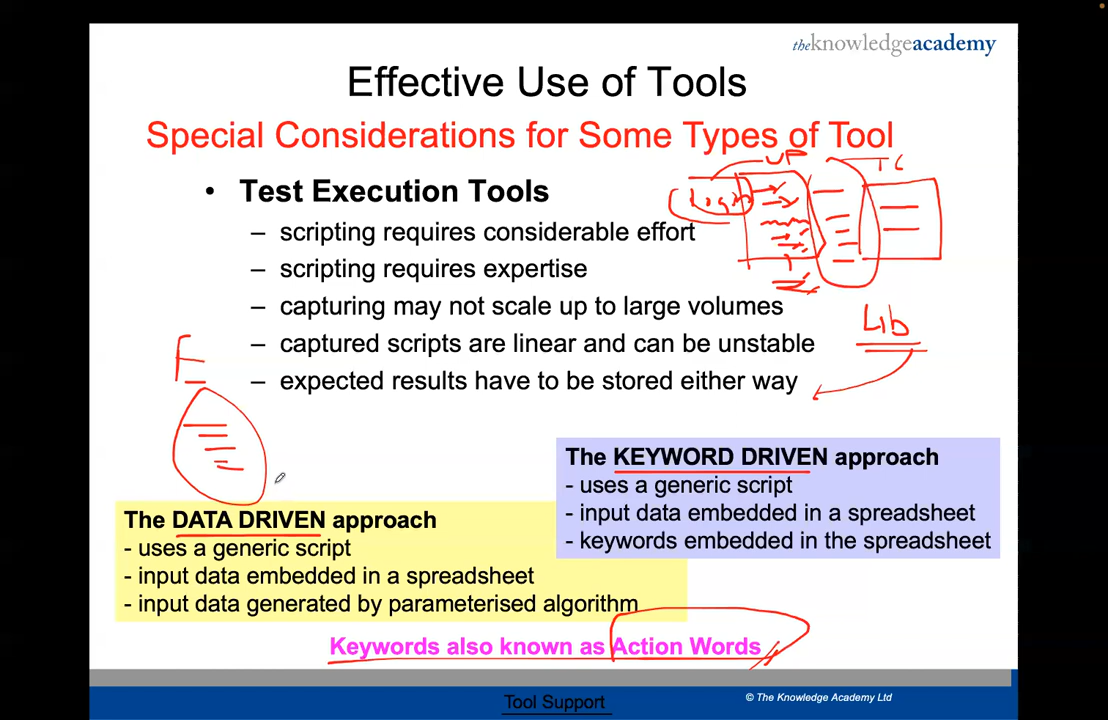 theknowledgeacademy
Effective Use of Tools
Special Considerations for Some Types of Tool
UP
TC
• Test Execution Tools
Login
– scripting requires considerable effort
– scripting requires expertise
– capturing may not scale up to large volumes
Lib
– captured scripts are linear and can be unstable
F
– expected results have to be stored either way
The KEYWORD DRIVEN approach
- uses a generic script
- input data embedded in a spreadsheet
- keywords embedded in the spreadsheet
The DATA DRIVEN approach
- uses a generic script
- input data embedded in a spreadsheet
- input data generated by parameterised algorithm
Keywords also known as Action Words
Tool Support
© The Knowledge Academy Ltd